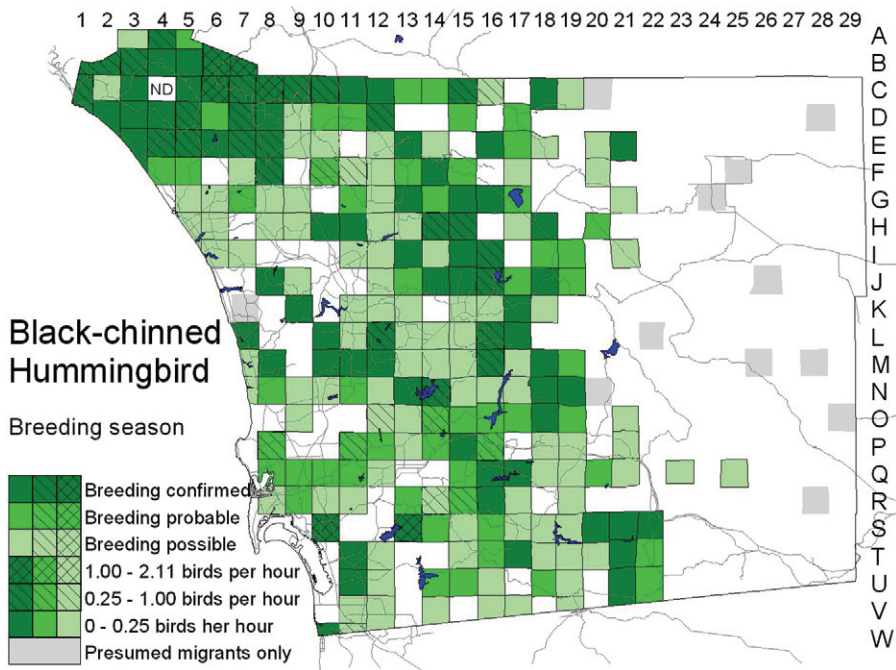 1 2 3 4 5 6 7 8 9 10 11 12 13 14 15 16 17 18 19 20 21 22 23 24 25 26 27 28 29
A
B
C
D
E
F
G
H
I
J
K
L
M
N
O
P
Q
R
S
T
U
V
W
ND
Black-chinned
Hummingbird
Breeding season
Breeding confirmed
Breeding probable
Breeding possible
1.00 - 2.11 birds per hour
0.25 - 1.00 birds per hour
0 - 0.25 birds her hour
Presumed migrants only